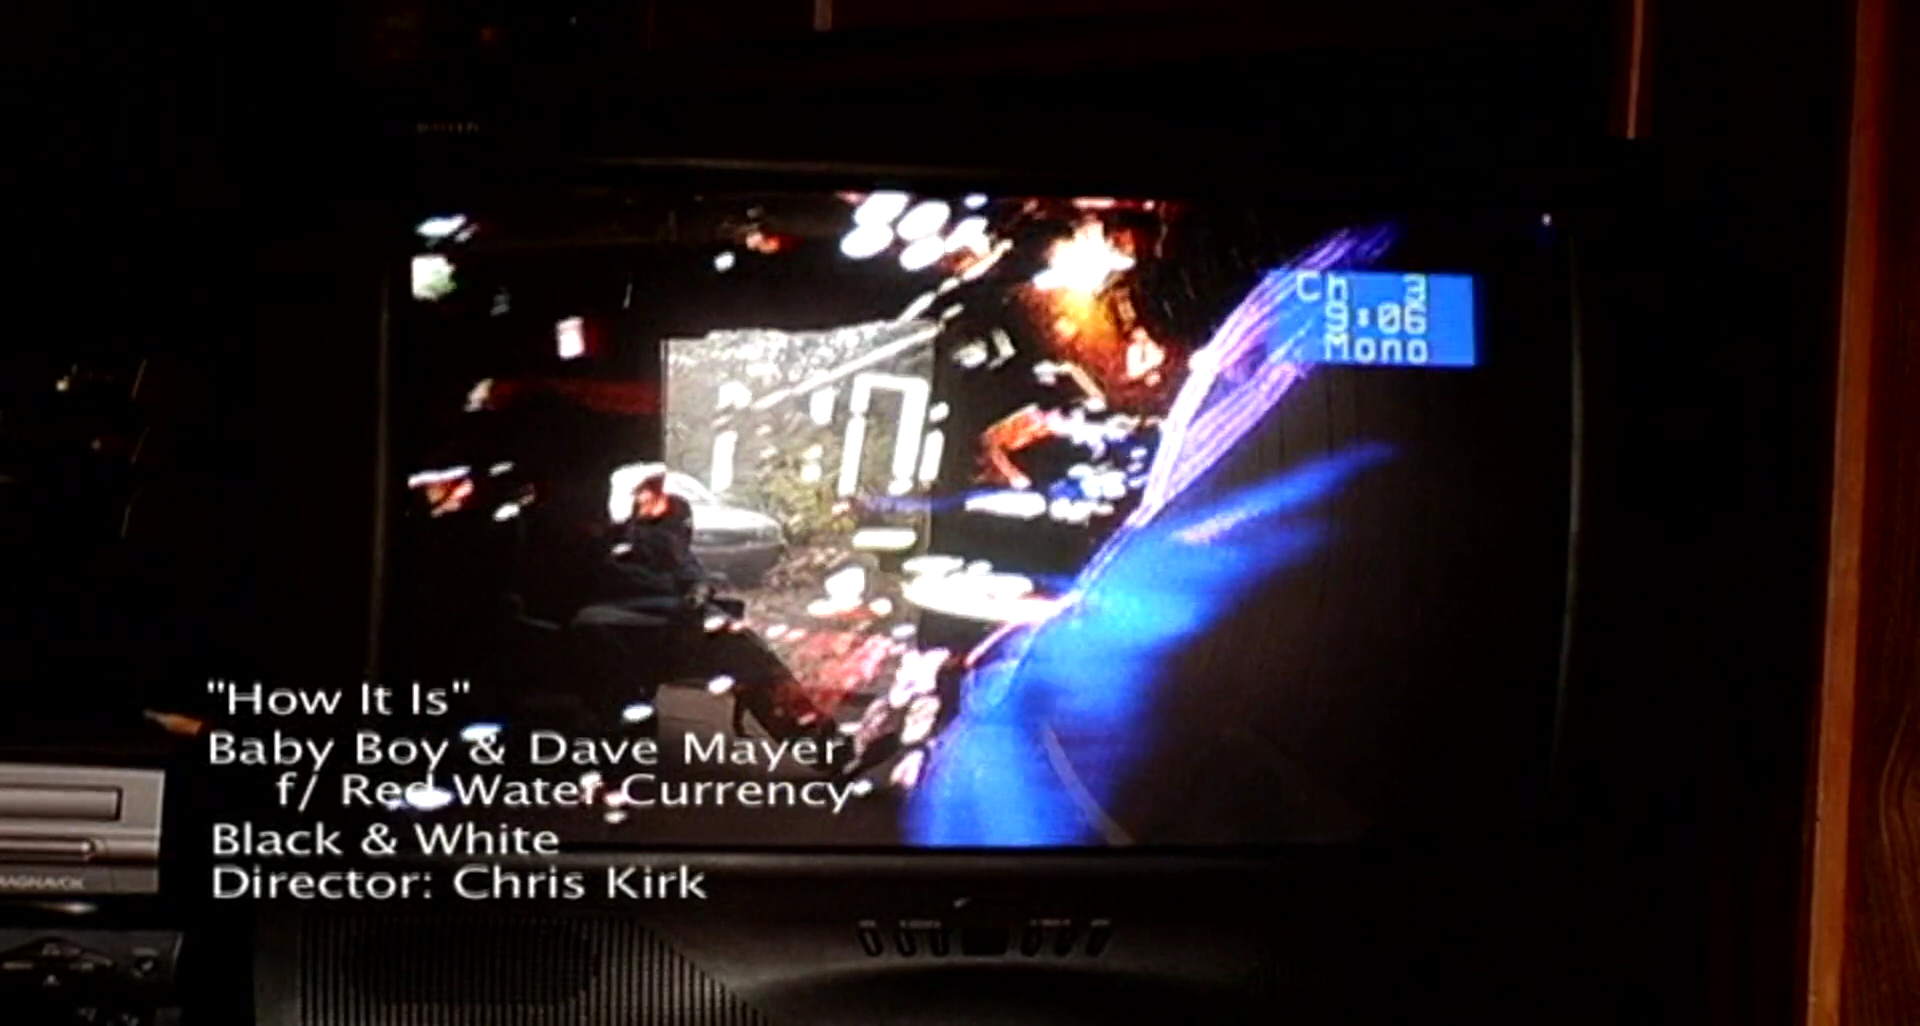 Ch 3
9:06
Mono
"How It Is"
Baby Boy & Dave Mayer
f/ Red Water Currency
Black & White
Director: Chris Kirk